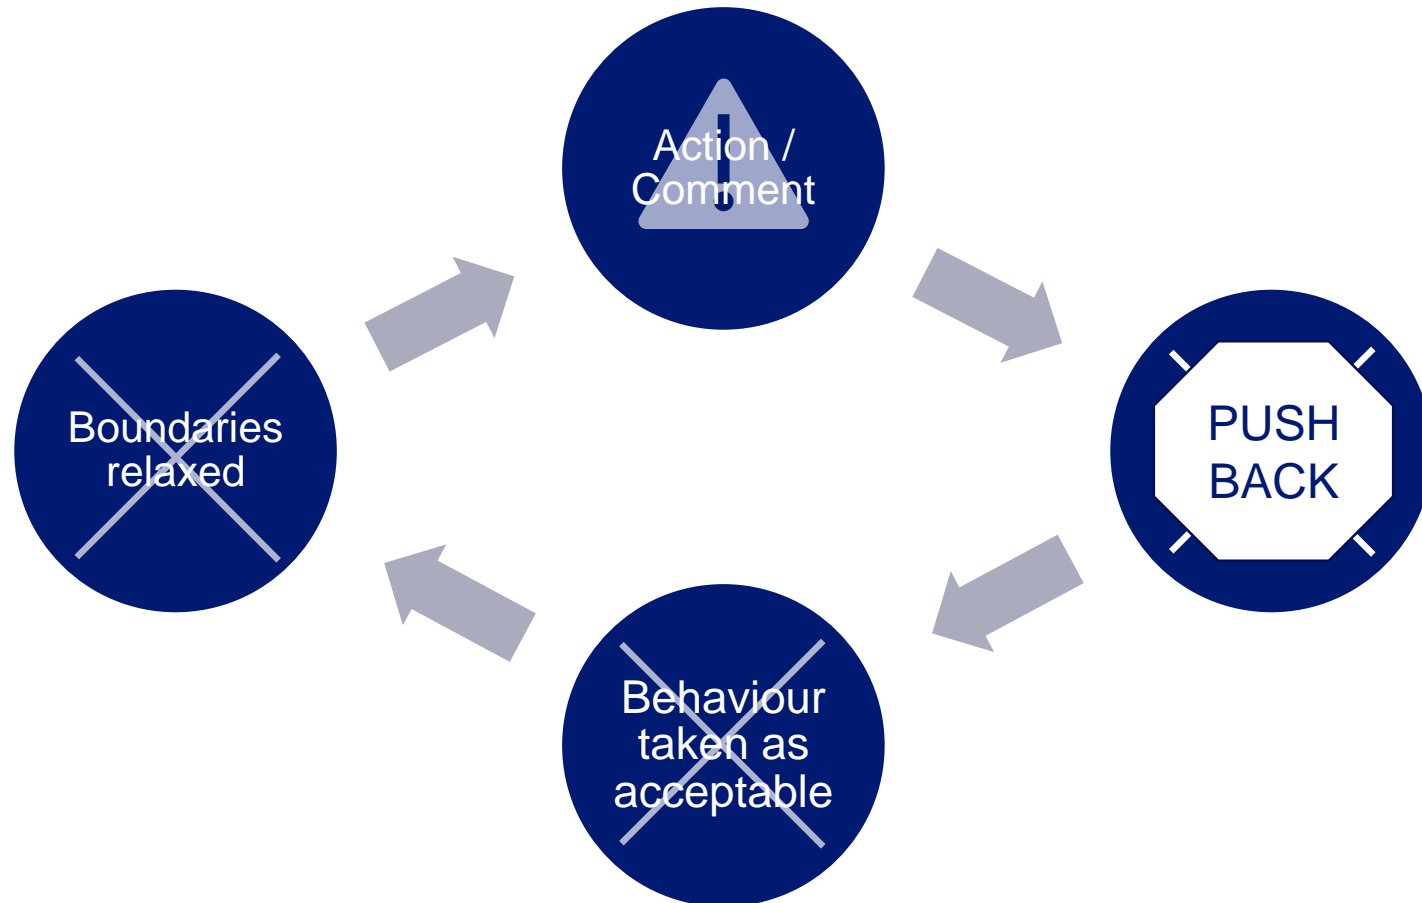 Action /
Comment
PUSH
BACK
Behaviour
taken as
acceptable
Boundaries
relaxed